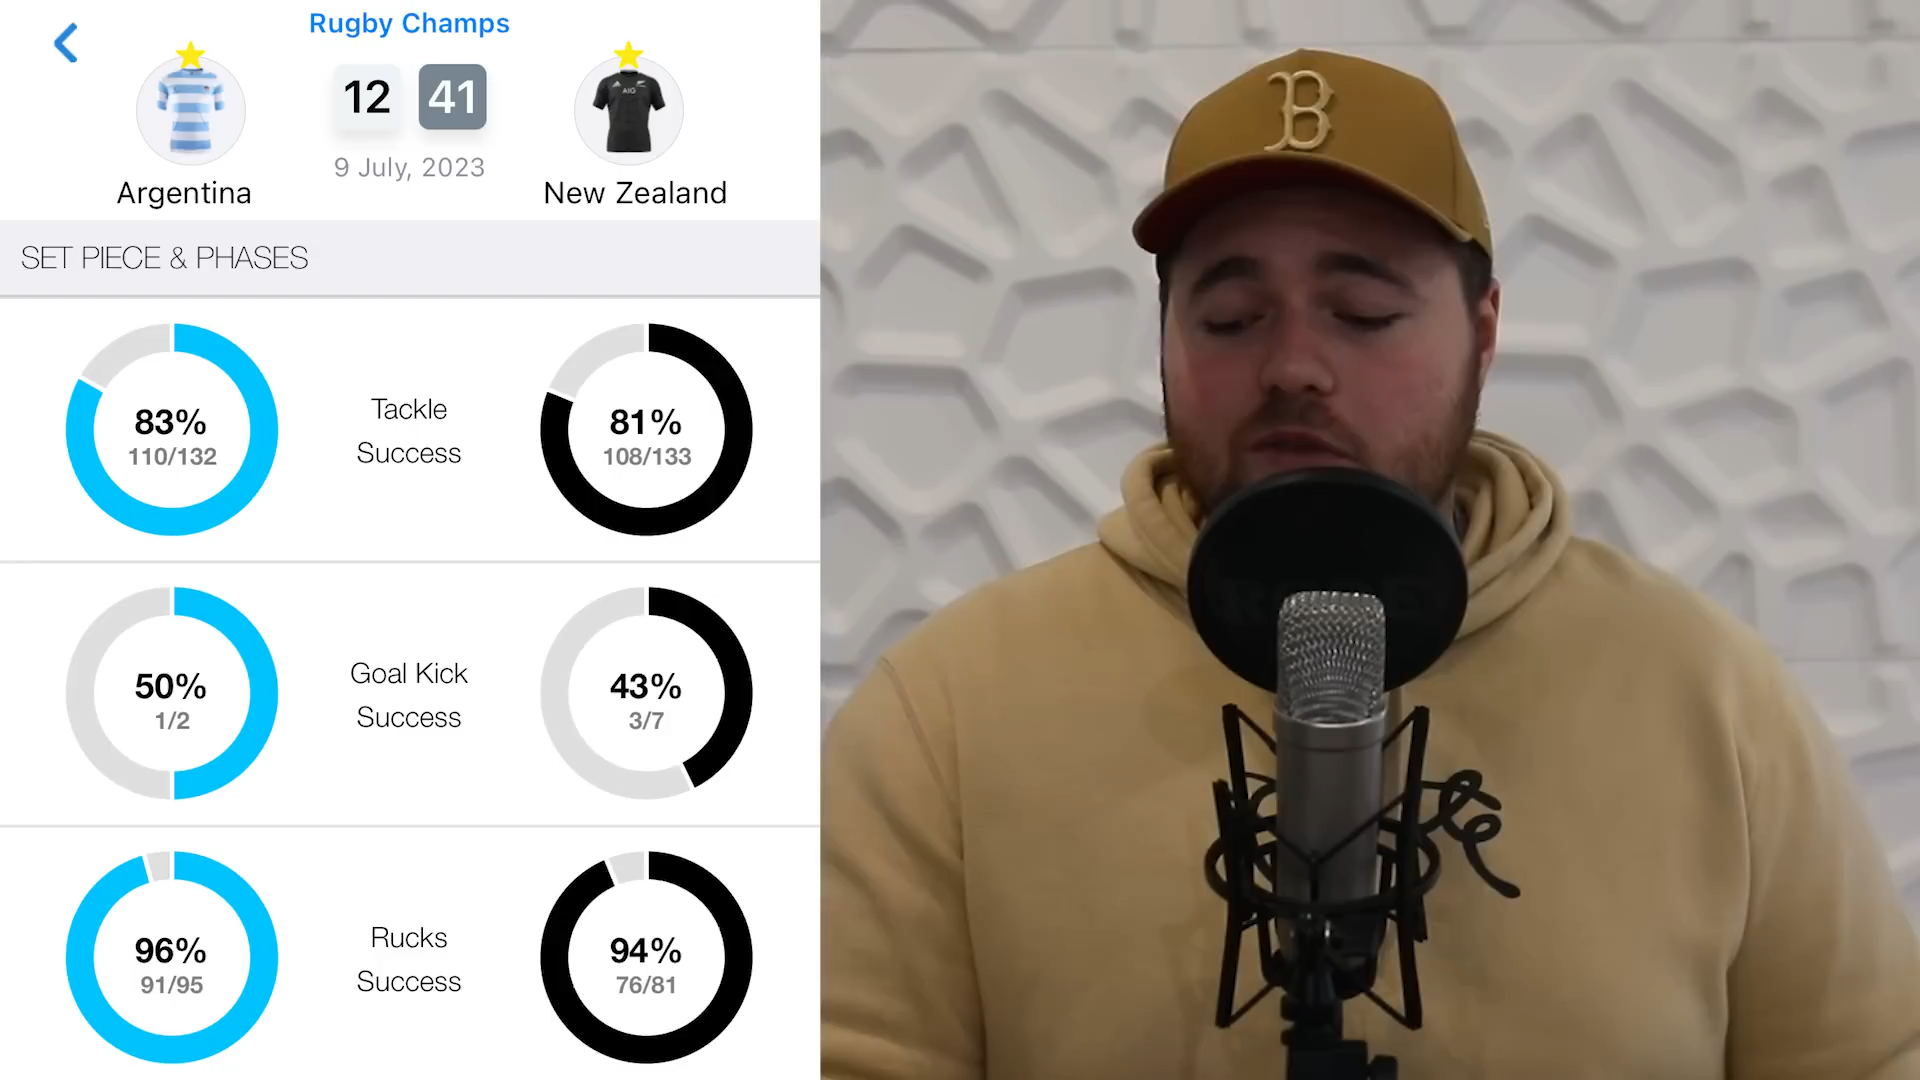 Rugby Champs
12 41
9 July, 2023
Argentina
New Zealand
AIG
SET PIECE & PHASES
83%
110/132
Tackle
Success
81%
108/133
50%
1/2
Goal Kick
Success
43%
3/7
96%
91/95
Rucks
Success
94%
76/81
B